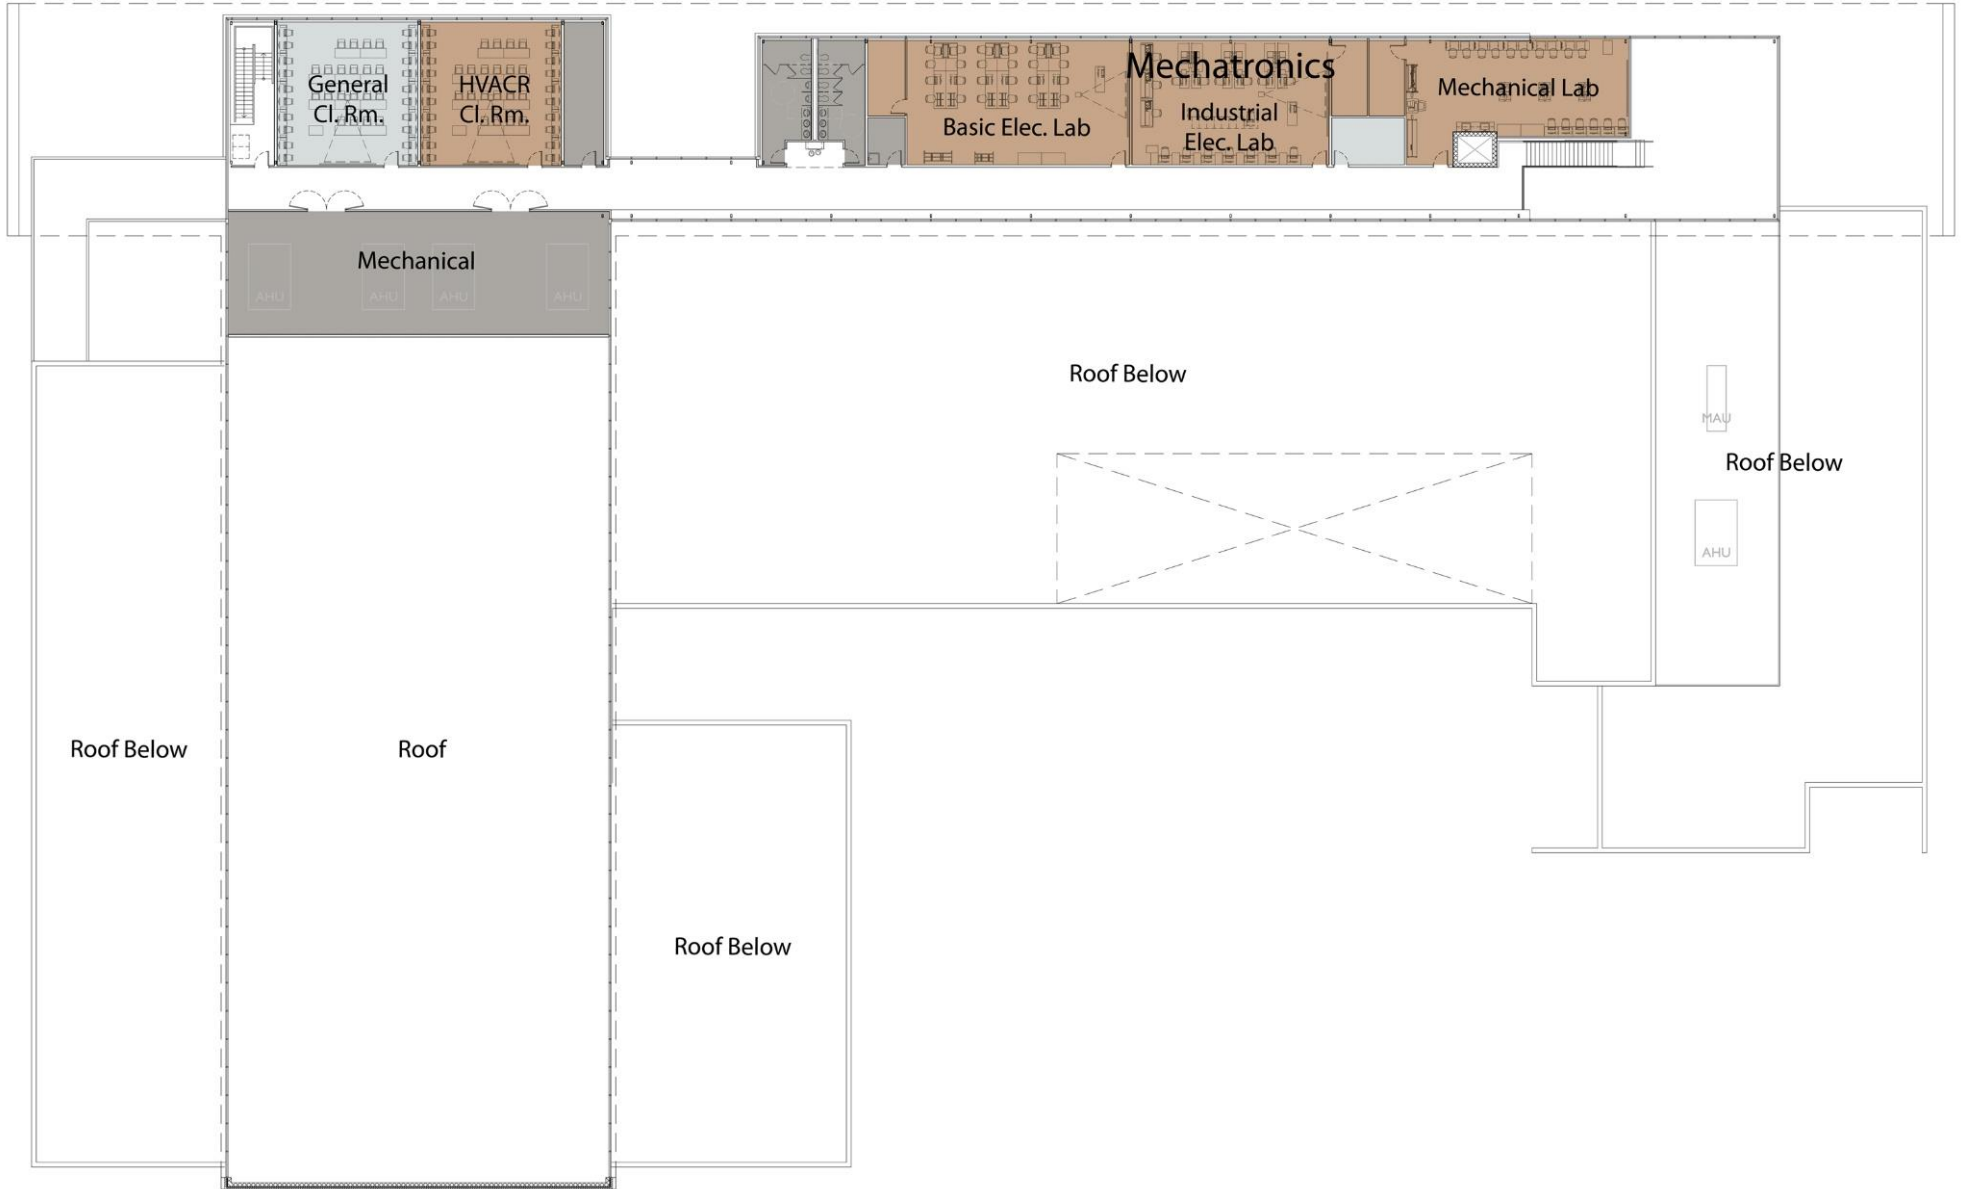 General
Cl. Rm.
HVACR
Cl. Rm.
Mechatronics
Basic Elec. Lab
Industrial
Elec. Lab
Mechanical Lab
Mechanical
AHU
AHU
AHU
AHU
Roof Below
MAU
Roof Below
AHU
Roof Below
Roof
Roof Below